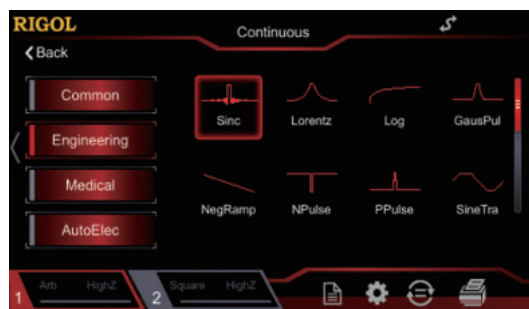 RIGOL
Continuous
Back
Common
Engineering
Medical
AutoElec
Sinc
Lorentz
Log
GausPul
NegRamp
NPulse
PPulse
SineTra
1 Arb HighZ
2 Square HighZ